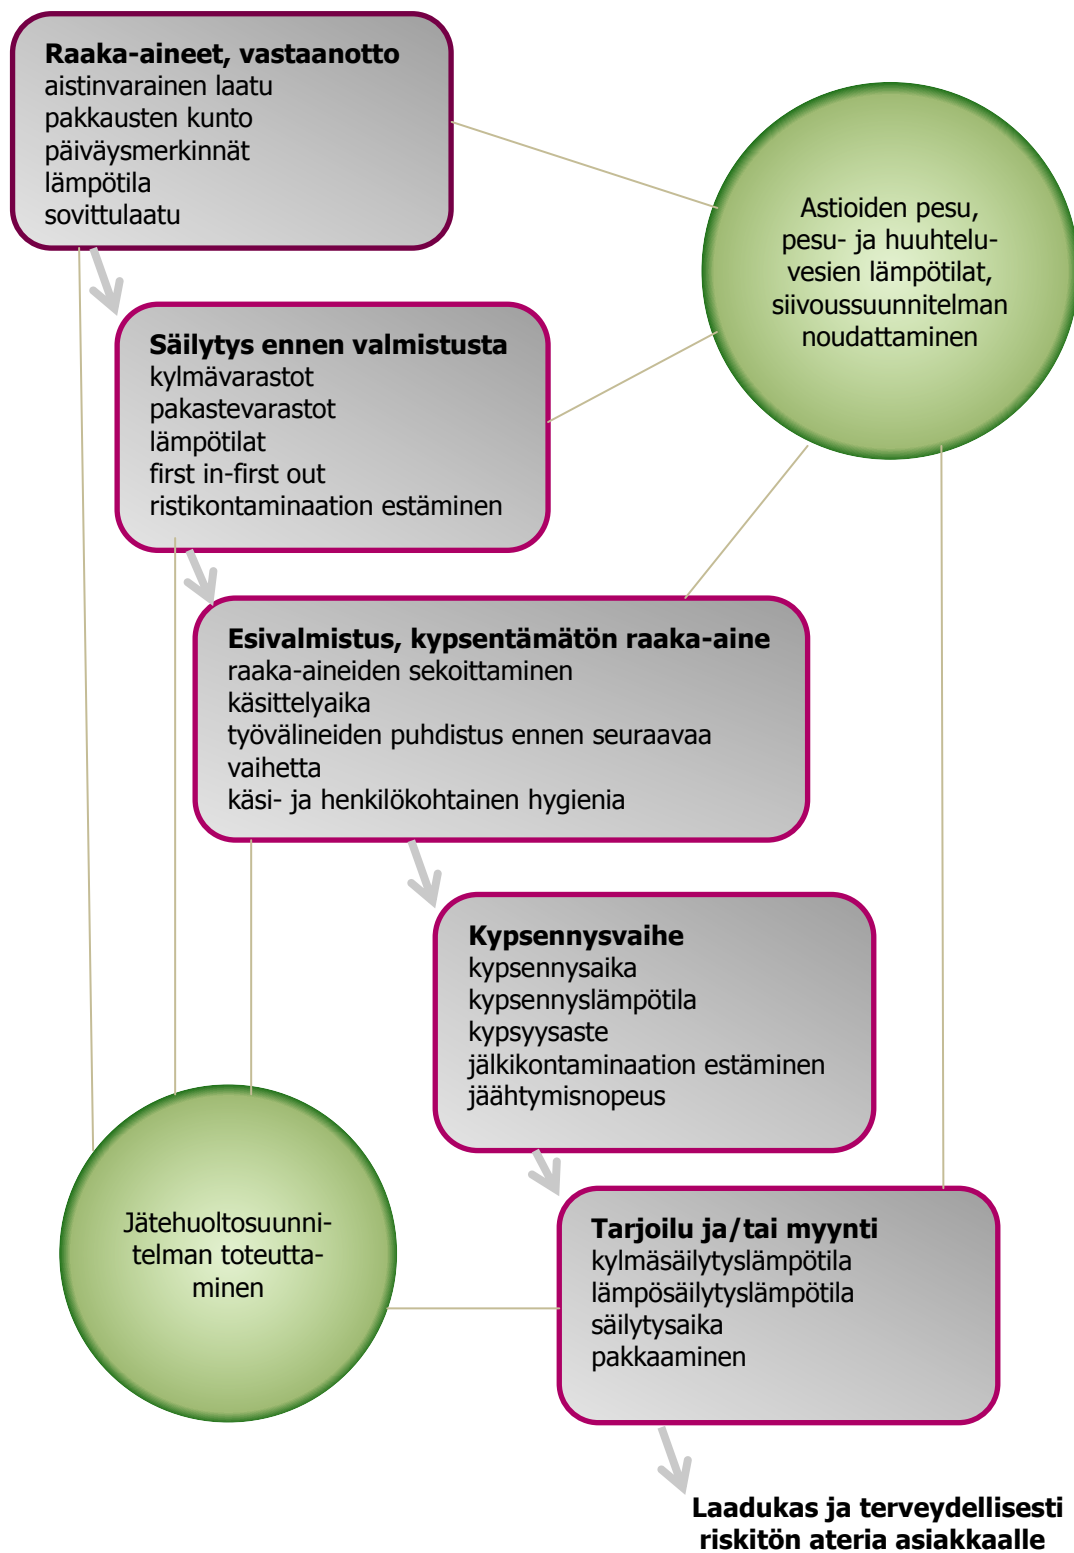 Raaka-aineet, vastaanotto
aistinvarainen laatu
pakkausten kunto
päiväysmerkinnät
lämpötila
sovittulaatu
Astioiden pesu,
pesu- ja huuhtelu-
vesien lämpötilat,
siivoussuunnitelman
noudattaminen
Säilytys ennen valmistusta
kylmävarastot
pakastevarastot
lämpötilat
first in-first out
ristikontaminaation estäminen
Esivalmistus, kypsentämätön raaka-aine
raaka-aineiden sekoittaminen
käsittelyaika
työvälineiden puhdistus ennen seuraavaa
vaihetta
käsi- ja henkilökohtainen hygienia
Kypsennysvaihe
kypsennysaika
kypsennyslämpötila
kypsyysaste
jälkikontaminaation estäminen
jäähtymisnopeus
Jätehuoltosuunni-
telman toteutta-
minen
Tarjoilu ja/tai myynti
kylmäsäilytyslämpötila
lämpösäilytyslämpötila
säilytysaika
pakkaaminen
Laadukas ja terveydellisesti
riskitön ateria asiakkaalle